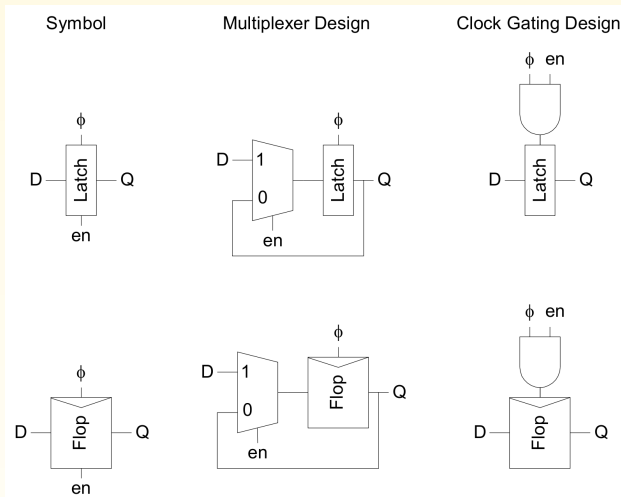 Symbol
Multiplexer Design
Clock Gating Design
ϕ
D
Latch
Q
en
ϕ
D
1
0
Latch
Q
en
ϕ en
D
Latch
Q
ϕ
D
Flop
Q
en
ϕ
D
1
0
Flop
Q
en
ϕ en
D
Flop
Q